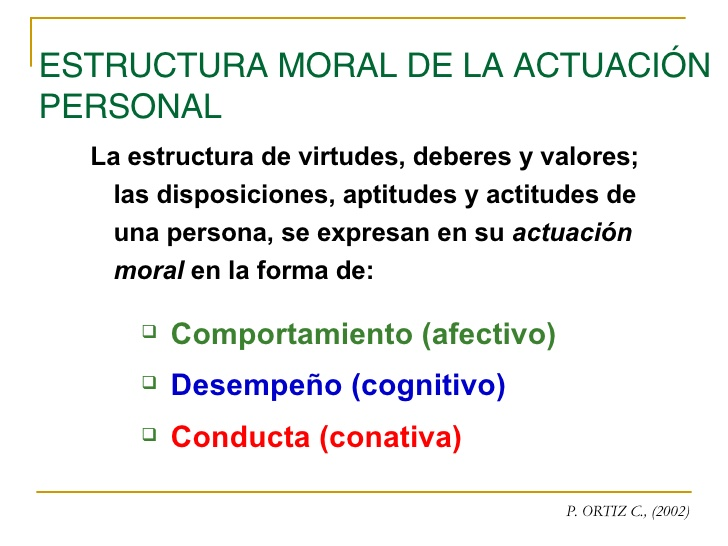 ESTRUCTURA MORAL DE LA ACTUACIÓN
PERSONAL
La estructura de virtudes, deberes y valores;
las disposiciones, aptitudes y actitudes de
una persona, se expresan en su actuación
moral en la forma de:
Comportamiento (afectivo)
Desempeño (cognitivo)
Conducta (conativa)
P. ORTIZ C., (2002)